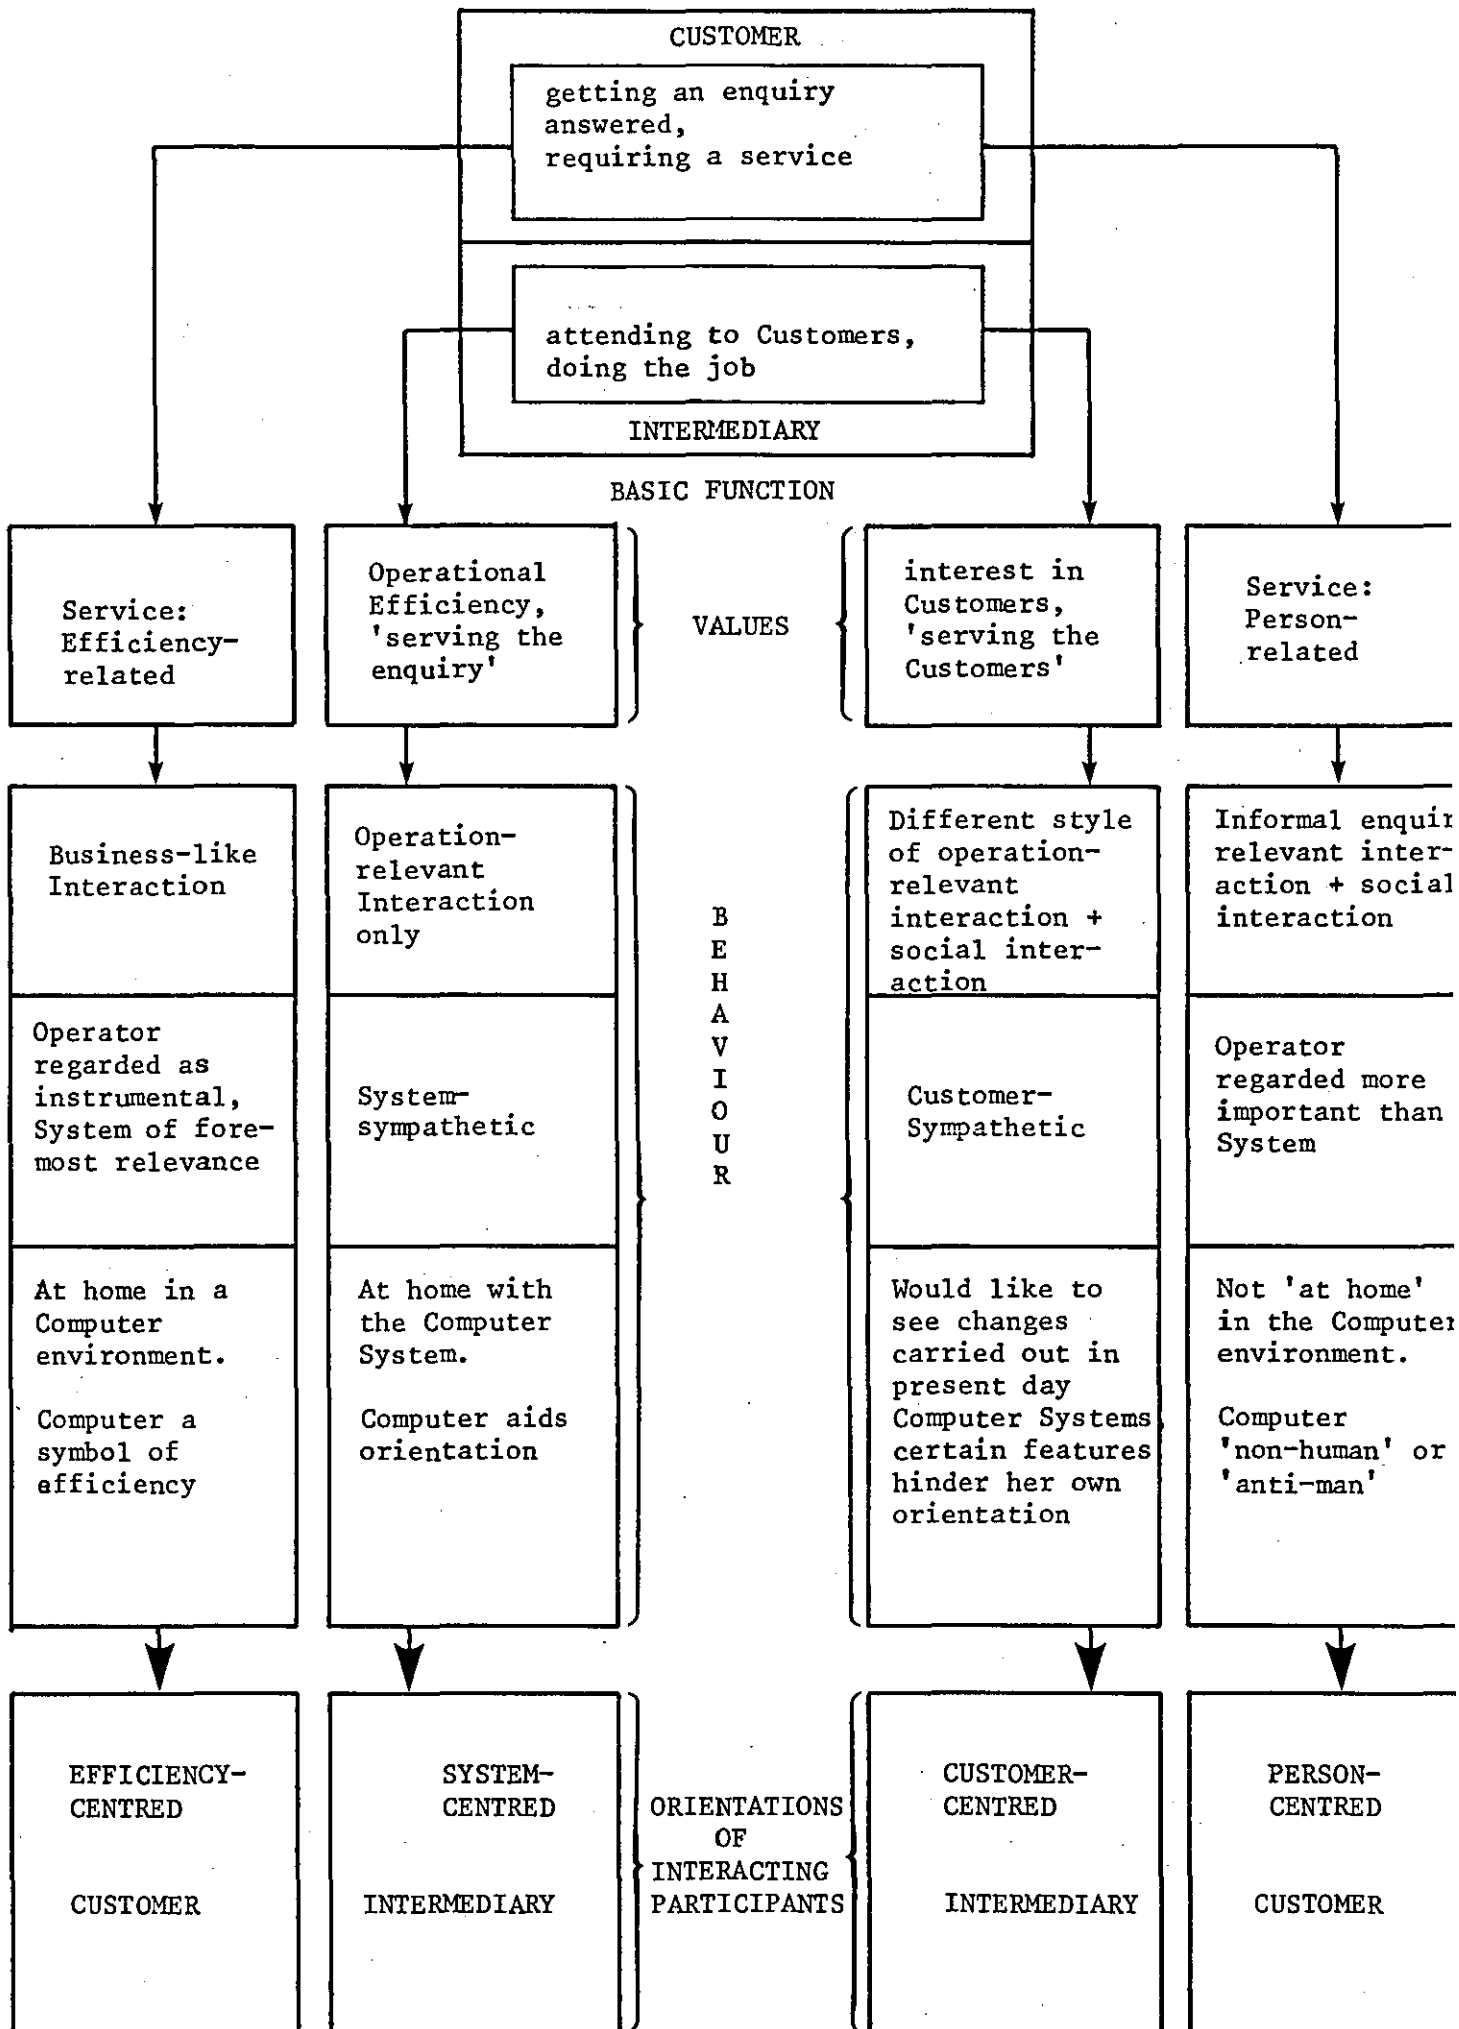 CUSTOMER
getting an enquiry
answered,
requiring a service
attending to Customers,
doing the job
INTERMEDIARY
BASIC FUNCTION
Service:
Efficiency-
related
Operational
Efficiency,
'serving the
enquiry'
VALUES
interest in
Customers,
'serving the
Customers'
Service:
Person-
related
Business-like
Interaction
Operation-
relevant
Interaction
only
B
E
H
A
V
I
O
U
R
Different style
of operation-
relevant
interaction +
social inter-
action
Informal enquir
relevant inter-
action + social
interaction
Operator
regarded as
instrumental,
System of fore-
most relevance
System-
sympathetic
Customer-
Sympathetic
Operator
regarded more
important than
System
At home in a
Computer
environment.
Computer a
symbol of
efficiency
At home with
the Computer
System.
Computer aids
orientation
Would like to
see changes
carried out in
present day
Computer Systems
certain features
hinder her own
orientation
Not 'at home'
in the Computer
environment.
Computer
'non-human' or
'anti-man'
EFFICIENCY-
CENTRED
CUSTOMER
SYSTEM-
CENTRED
INTERMEDIARY
ORIENTATIONS
OF
INTERACTING
PARTICIPANTS
CUSTOMER-
CENTRED
INTERMEDIARY
PERSON-
CENTRED
CUSTOMER